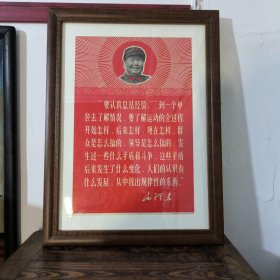 “要认真总结经验。”“到一个单
位去了解情况，要了解运动的全过程，
开始怎样，后来怎样，现在怎样，群
众是怎么搞的，领导是怎么搞的，发
生过一些什么矛盾和斗争，这些矛盾
后来发生了什么变化，人们的认识有
什么发展，从中找出规律性的东西。”
毛泽东